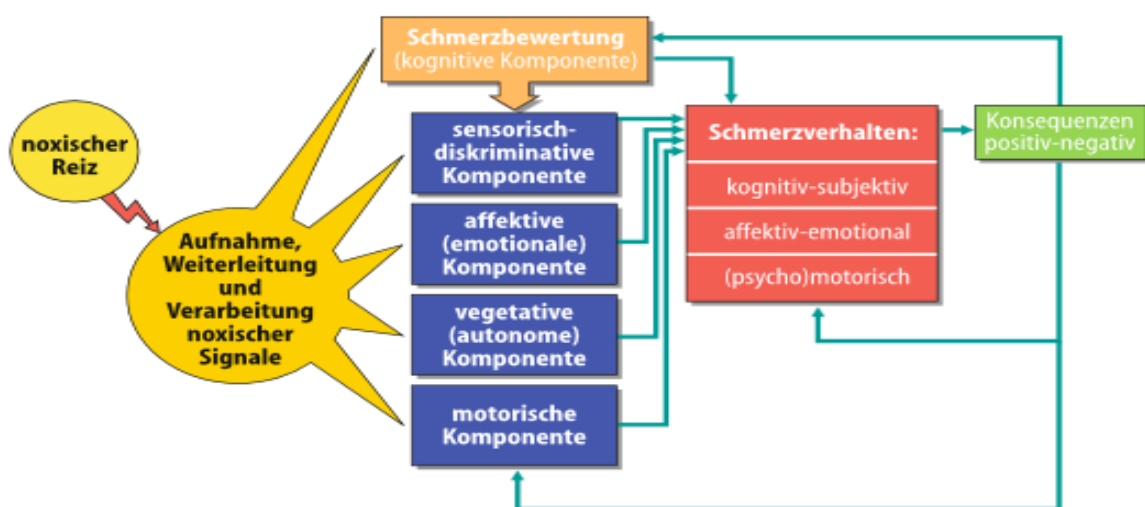 Schmerzbewertung
(kognitive Komponente)
noxischer
Reiz
Aufnahme,
Weiterleitung
und
Verarbeitung
noxischer
Signale
sensorisch-
diskriminative
Komponente
affektive
(emotionale)
Komponente
vegetative
(autonome)
Komponente
motorische
Komponente
Schmerzverhalten:
kognitiv-subjektiv
affektiv-emotional
(psycho)motorisch
Konsequenzen
positiv-negativ